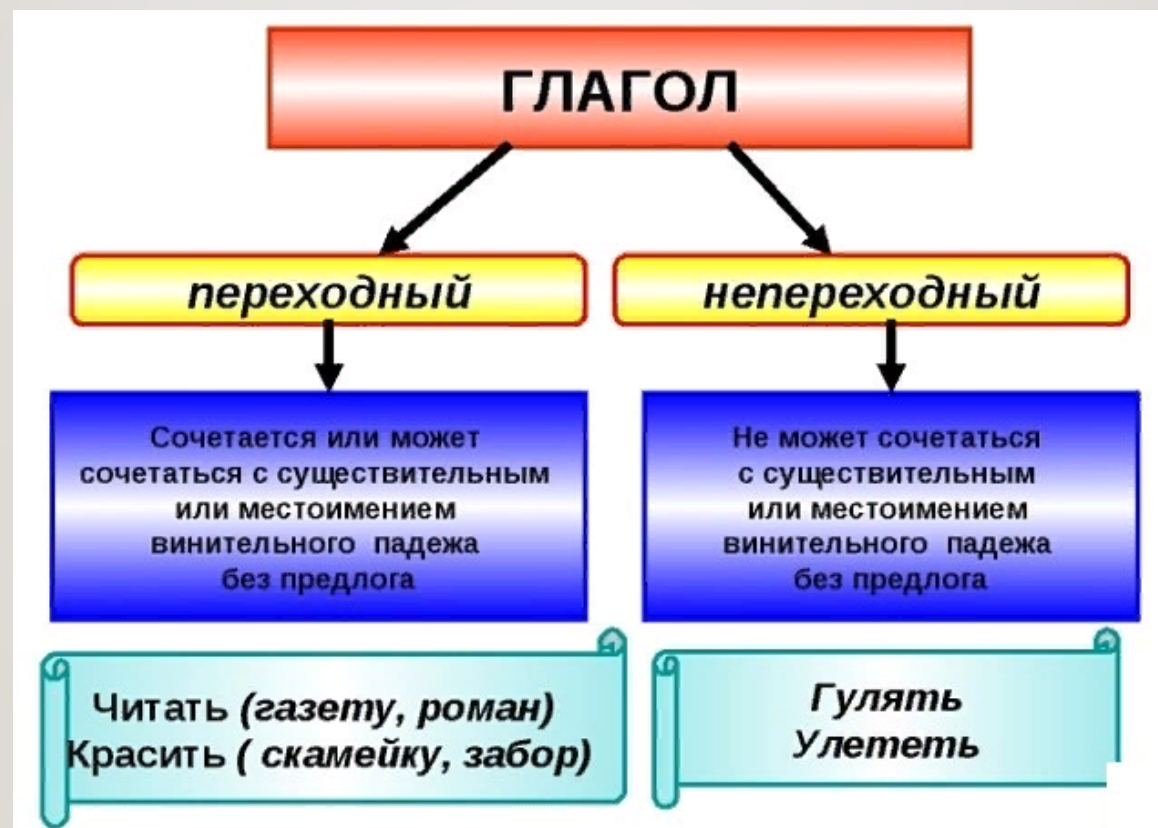 ГЛАГОЛ
переходный
непереходный
Сочетается или может
сочетаться с существительным
или местоимением
винительного падежа
без предлога
Не может сочетаться
с существительным
или местоимением
винительного падежа
без предлога
Читать (газету, роман)
Красить ( скамейку, забор)
Гулять
Улететь